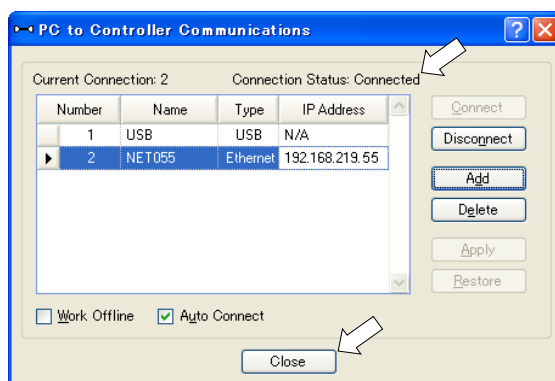 PC to Controller Communications
Current Connection: 2 Connection Status: Connected
Number Name Type IP Address
1 USB USB N/A
2 NET055 Ethernet 192.168.219.55
Connect
Disconnect
Add
Delete
Apply
Restore
Work Offline Auto Connect
Close